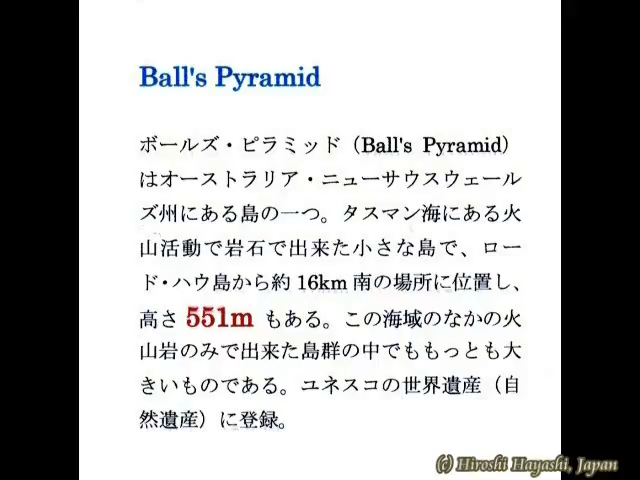 Ball's Pyramid
ボールズ・ピラミッド（Ball's Pyramid）
はオーストラリア・ニューサウスウェール
ズ州にある島の一つ。タスマン海にある火
山活動で岩石で出来た小さな島で、ロー
ド・ハウ島から約 16km 南の場所に位置し、
高さ 551m もある。この海域のなかの火
山岩のみで出来た島群の中でももっとも大
きいものである。ユネスコの世界遺産（自
然遺産）に登録。
(c) Hiroshi Hayashi, Japan